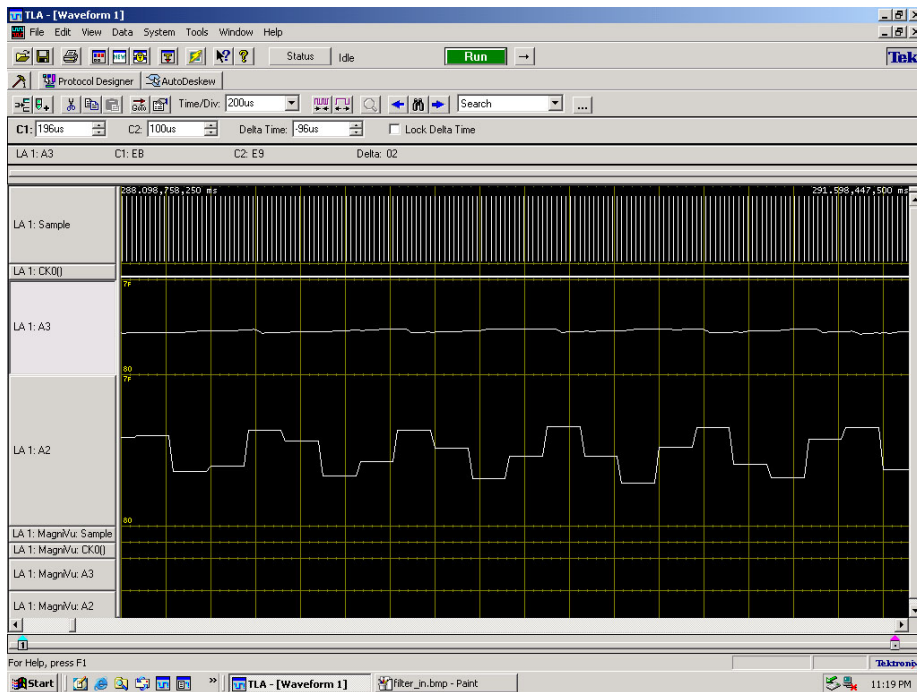 TLA - [Waveform 1]
File Edit View Data System Tools Window Help
Status Idle Run Tek
Protocol Designer AutoDeskew
Time/Div: 200us Search ...
C1: 196us C2: 100us Delta Time: -96us Lock Delta Time
LA 1: A3 C1: EB C2: E9 Delta: 02
288.098,758,250 ms 291.598,447,500 ms
LA 1: Sample
LA 1: CK0()
7F
LA 1: A3
80
7F
LA 1: A2
80
LA 1: MagniVu: Sample
LA 1: MagniVu: CK0()
LA 1: MagniVu: A3
LA 1: MagniVu: A2
1
For Help, press F1 Tektronix
Start » TLA - [Waveform 1] filter_in.bmp - Paint 11:19 PM